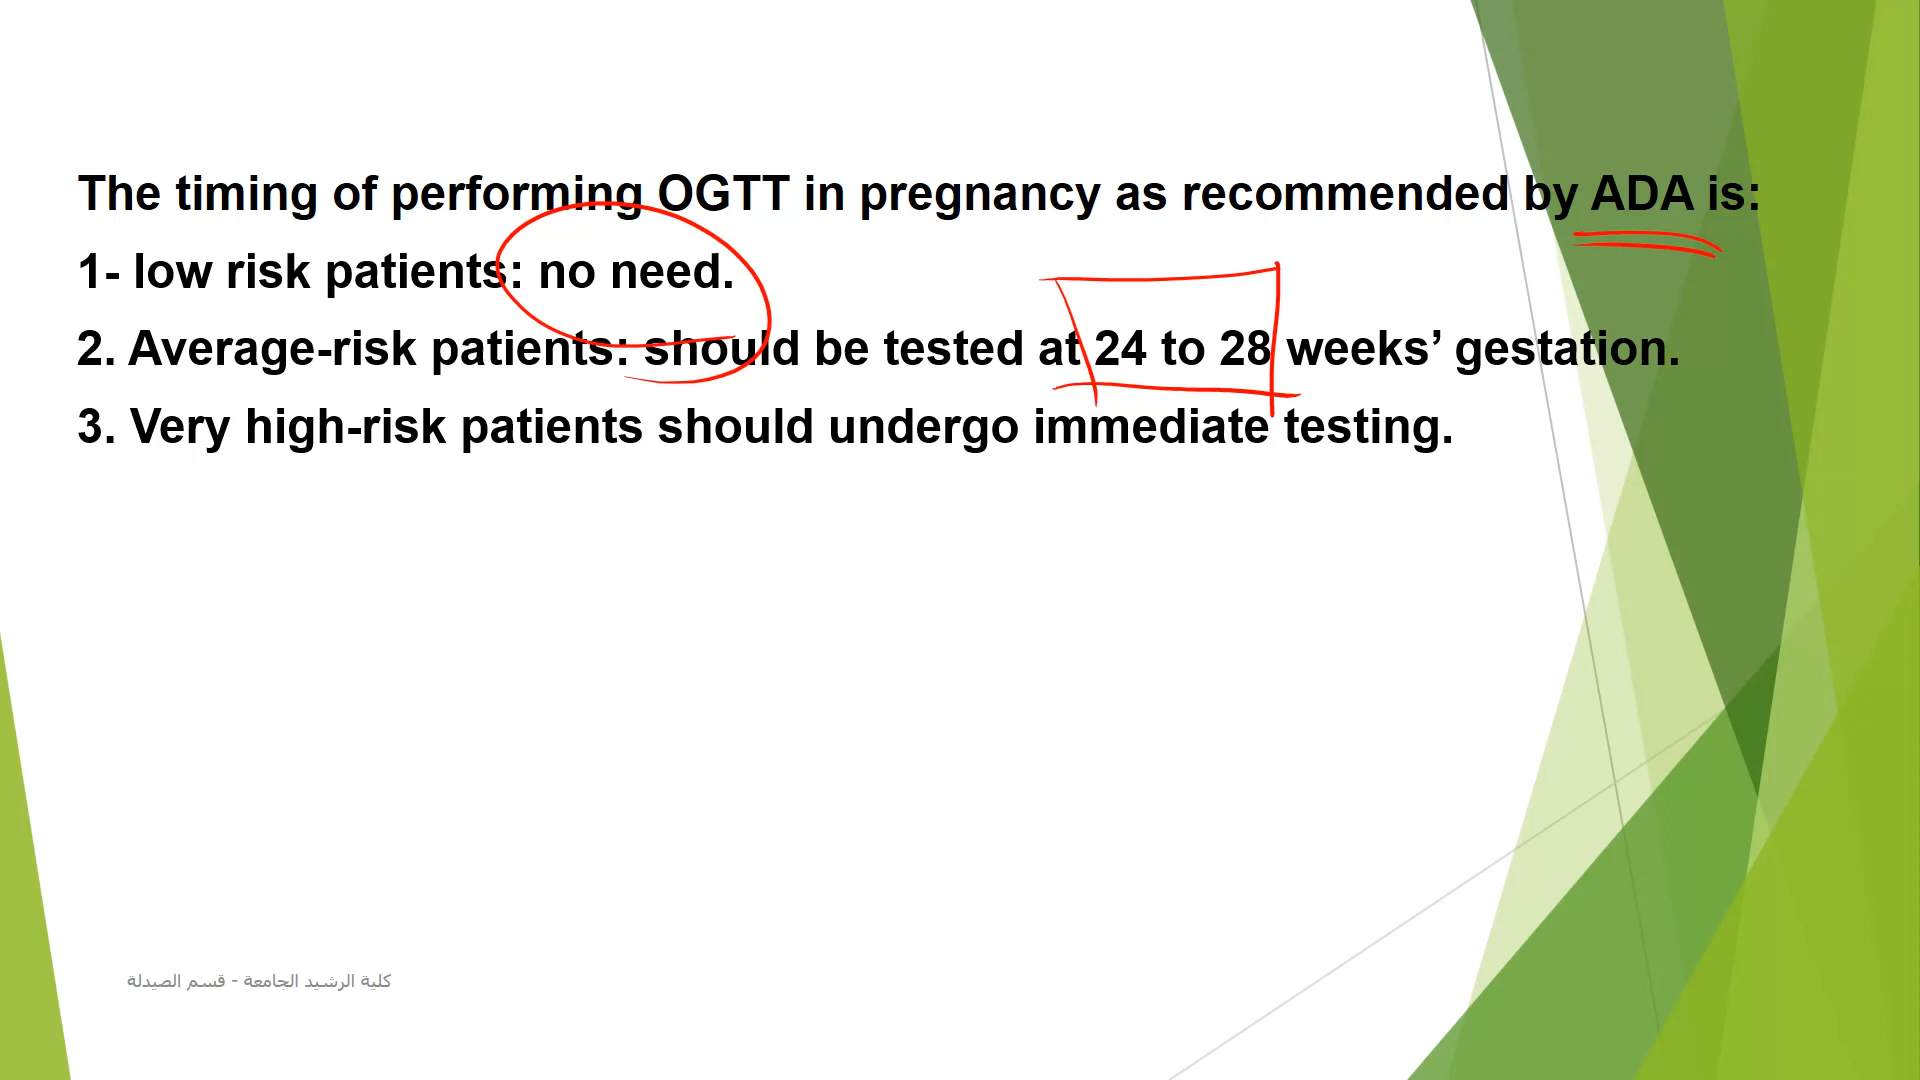 The timing of performing OGTT in pregnancy as recommended by ADA is:
1- low risk patients: no need.
2. Average-risk patients: should be tested at 24 to 28 weeks’ gestation.
3. Very high-risk patients should undergo immediate testing.
كلية الرشيد الجامعة - قسم الصيدلة